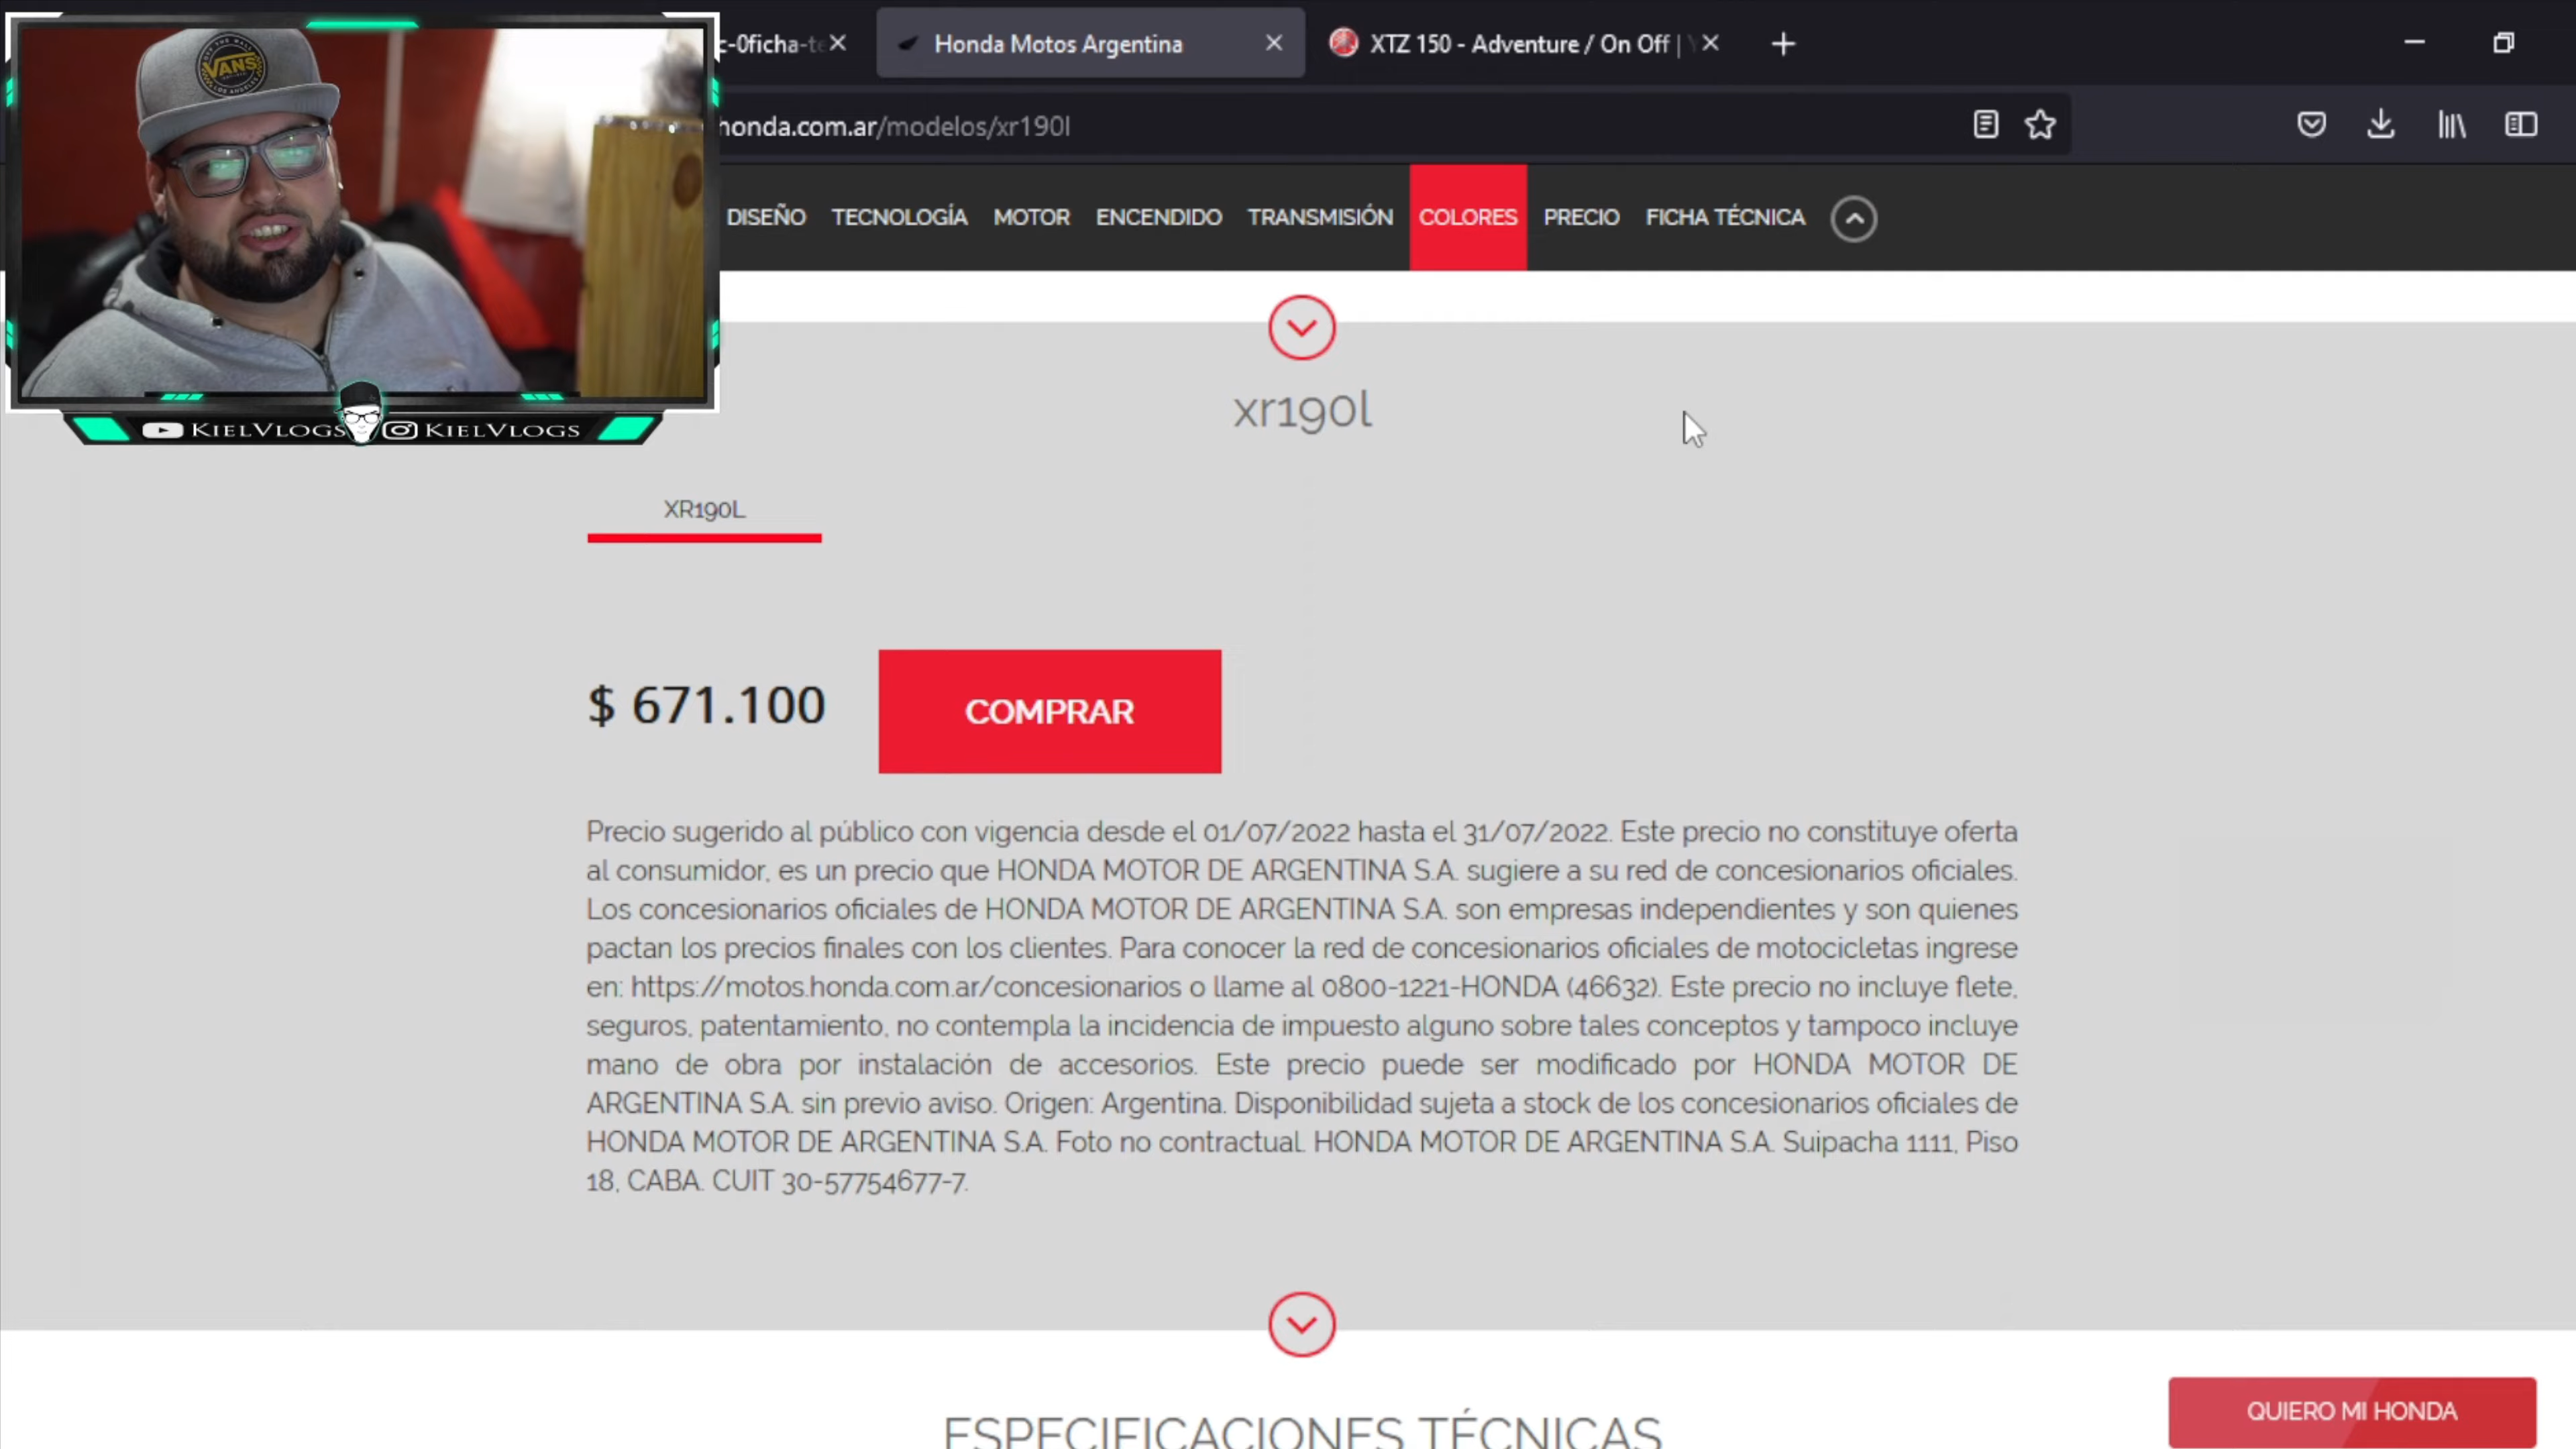 c-0ficha-te
Honda Motos Argentina
XTZ 150 - Adventure / On Off |
honda.com.ar/modelos/xr190l
DISEÑO TECNOLOGÍA MOTOR ENCENDIDO TRANSMISIÓN COLORES PRECIO FICHA TÉCNICA
VANS
KIELVLOGS KIELVLOGS
xr190l
XR190L
$ 671.100 COMPRAR
Precio sugerido al público con vigencia desde el 01/07/2022 hasta el 31/07/2022. Este precio no constituye oferta
al consumidor, es un precio que HONDA MOTOR DE ARGENTINA S.A. sugiere a su red de concesionarios oficiales.
Los concesionarios oficiales de HONDA MOTOR DE ARGENTINA S.A. son empresas independientes y son quienes
pactan los precios finales con los clientes. Para conocer la red de concesionarios oficiales de motocicletas ingrese
en: https://motos.honda.com.ar/concesionarios o llame al 0800-1221-HONDA (46632). Este precio no incluye flete,
seguros, patentamiento, no contempla la incidencia de impuesto alguno sobre tales conceptos y tampoco incluye
mano de obra por instalación de accesorios. Este precio puede ser modificado por HONDA MOTOR DE
ARGENTINA S.A. sin previo aviso. Origen: Argentina. Disponibilidad sujeta a stock de los concesionarios oficiales de
HONDA MOTOR DE ARGENTINA S.A. Foto no contractual. HONDA MOTOR DE ARGENTINA S.A. Suipacha 1111, Piso
18, CABA. CUIT 30-57754677-7.
ESPECIFICACIONES TÉCNICAS
QUIERO MI HONDA